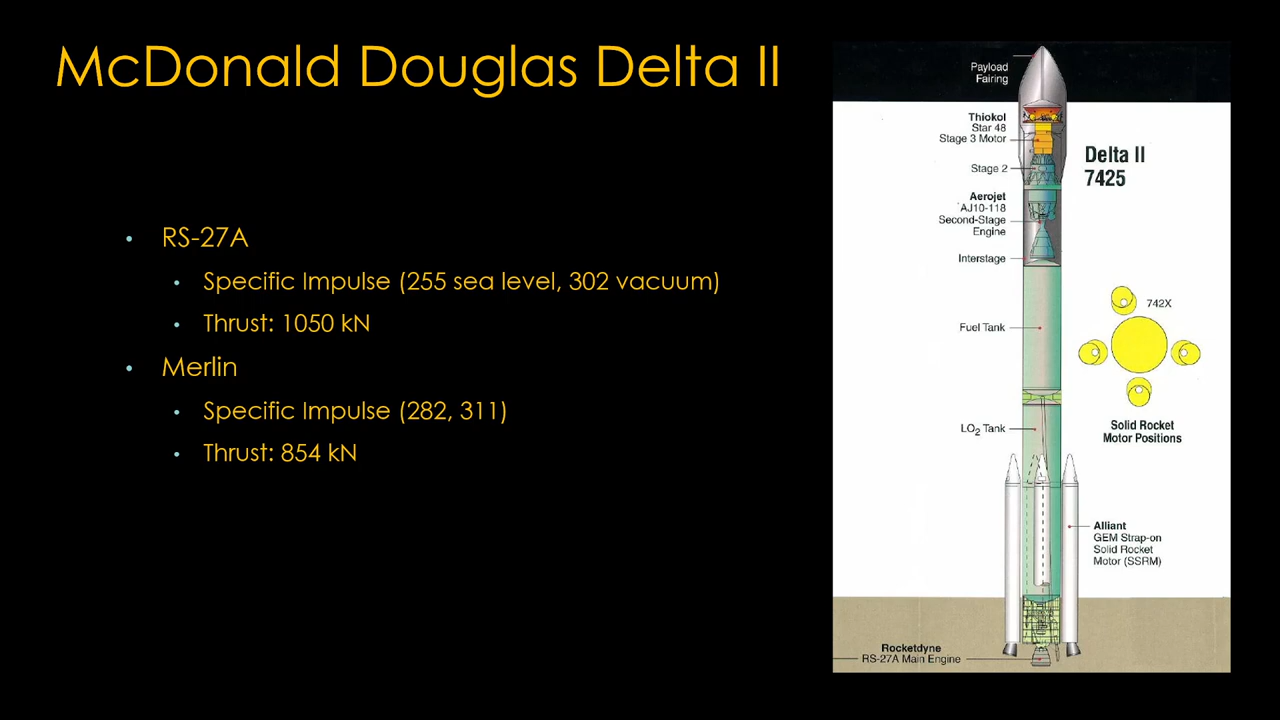 McDonald Douglas Delta II
• RS-27A
• Specific Impulse (255 sea level, 302 vacuum)
• Thrust: 1050 kN
• Merlin
• Specific Impulse (282, 311)
• Thrust: 854 kN
Payload
Fairing
Thiokol
Star 48
Stage 3 Motor
Delta II
7425
Stage 2
Aerojet
AJ10-118
Second-Stage
Engine
Interstage
742X
Fuel Tank
Solid Rocket
Motor Positions
LO2 Tank
Alliant
GEM Strap-on
Solid Rocket
Motor (SSRM)
Rocketdyne
RS-27A Main Engine